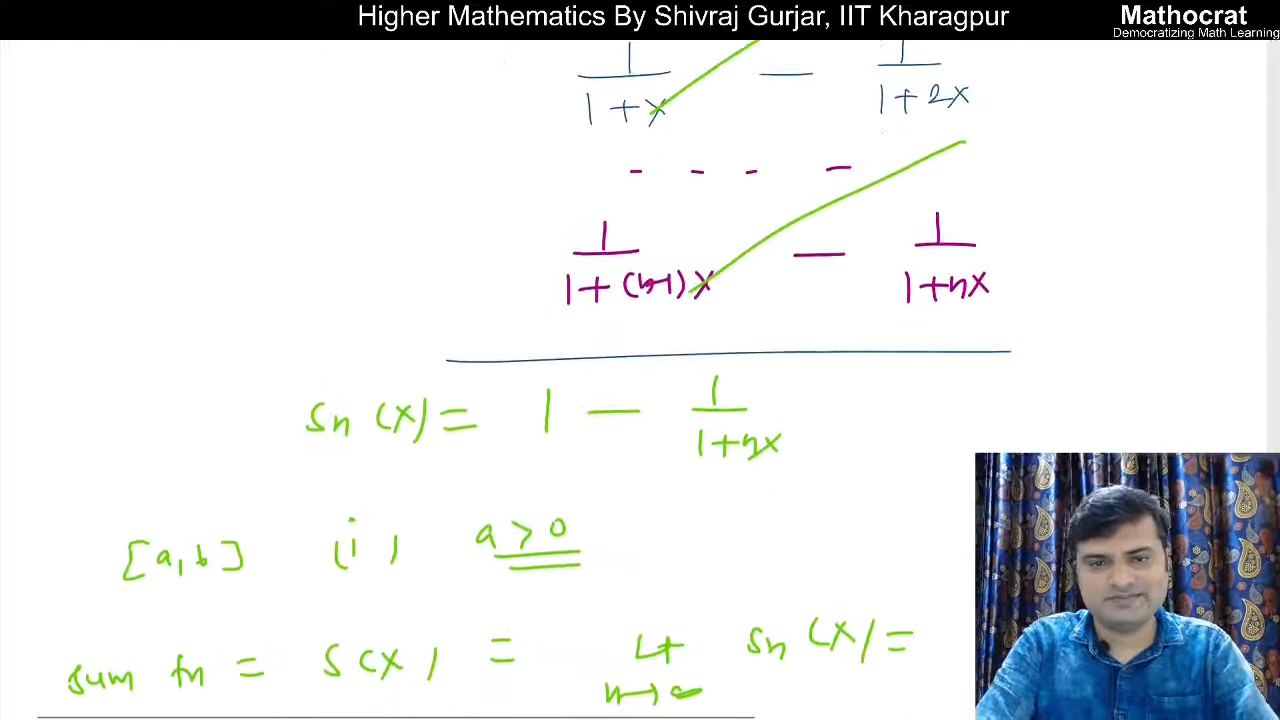 Higher Mathematics By Shivraj Gurjar, IIT Kharagpur
Mathocrat
Democratizing Math Learning
1/(1+x) — 1/(1+2x)
- - - -
1/(1+(n-1)x) — 1/(1+nx)
Sn(x) = 1 — 1/(1+nx)
[a, b] (i) a > 0
sum fn = S(x) = Lt n→∞ Sn(x) =